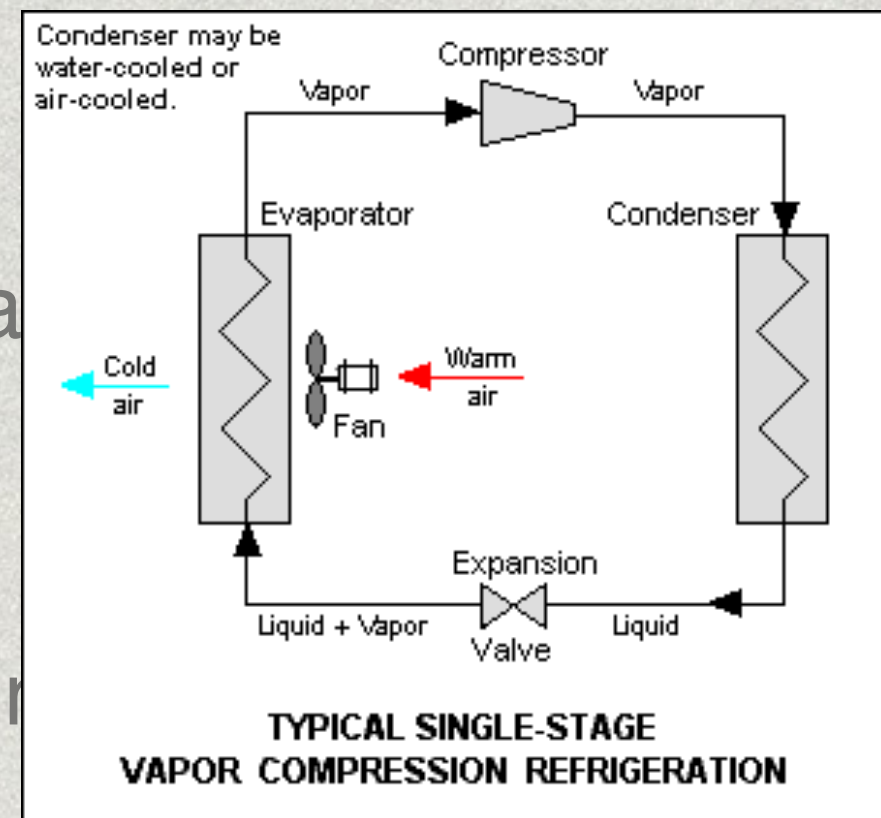 Condenser may be
water-cooled or
air-cooled.
Compressor
Vapor
Vapor
Evaporator
Condenser
Cold
air
Warm
air
Fan
Expansion
Valve
Liquid + Vapor
Liquid
TYPICAL SINGLE-STAGE
VAPOR COMPRESSION REFRIGERATION